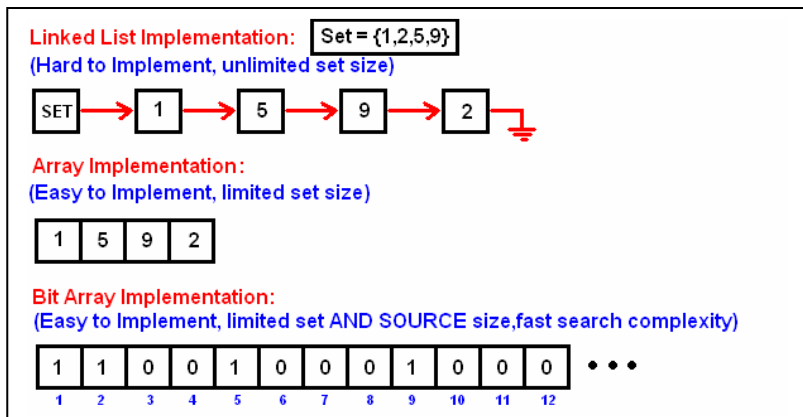 Linked List Implementation: Set = {1,2,5,9}
(Hard to Implement, unlimited set size)
SET 1 5 9 2
Array Implementation:
(Easy to Implement, limited set size)
1 5 9 2
Bit Array Implementation:
(Easy to Implement, limited set AND SOURCE size,fast search complexity)
1 1 0 0 1 0 0 0 1 0 0 0 • • •
1 2 3 4 5 6 7 8 9 10 11 12